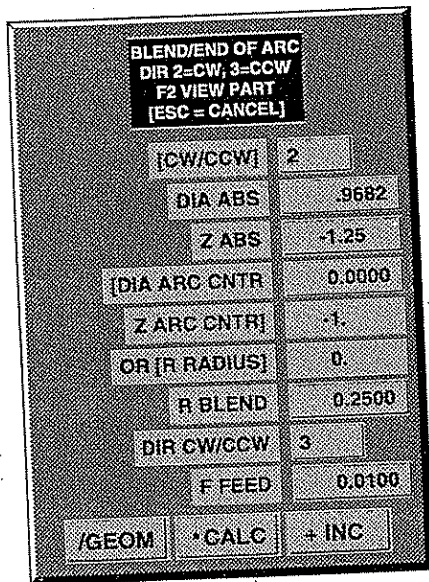 BLEND/END OF ARC
DIR 2=CW, 3=CCW
F2 VIEW PART
[ESC = CANCEL]
[CW/CCW] 2
DIA ABS .9682
Z ABS -1.25
[DIA ARC CNTR 0.0000
Z ARC CNTR] -1.
OR [R RADIUS] 0.
R BLEND 0.2500
DIR CW/CCW 3
F FEED 0.0100
/GEOM *CALC + INC